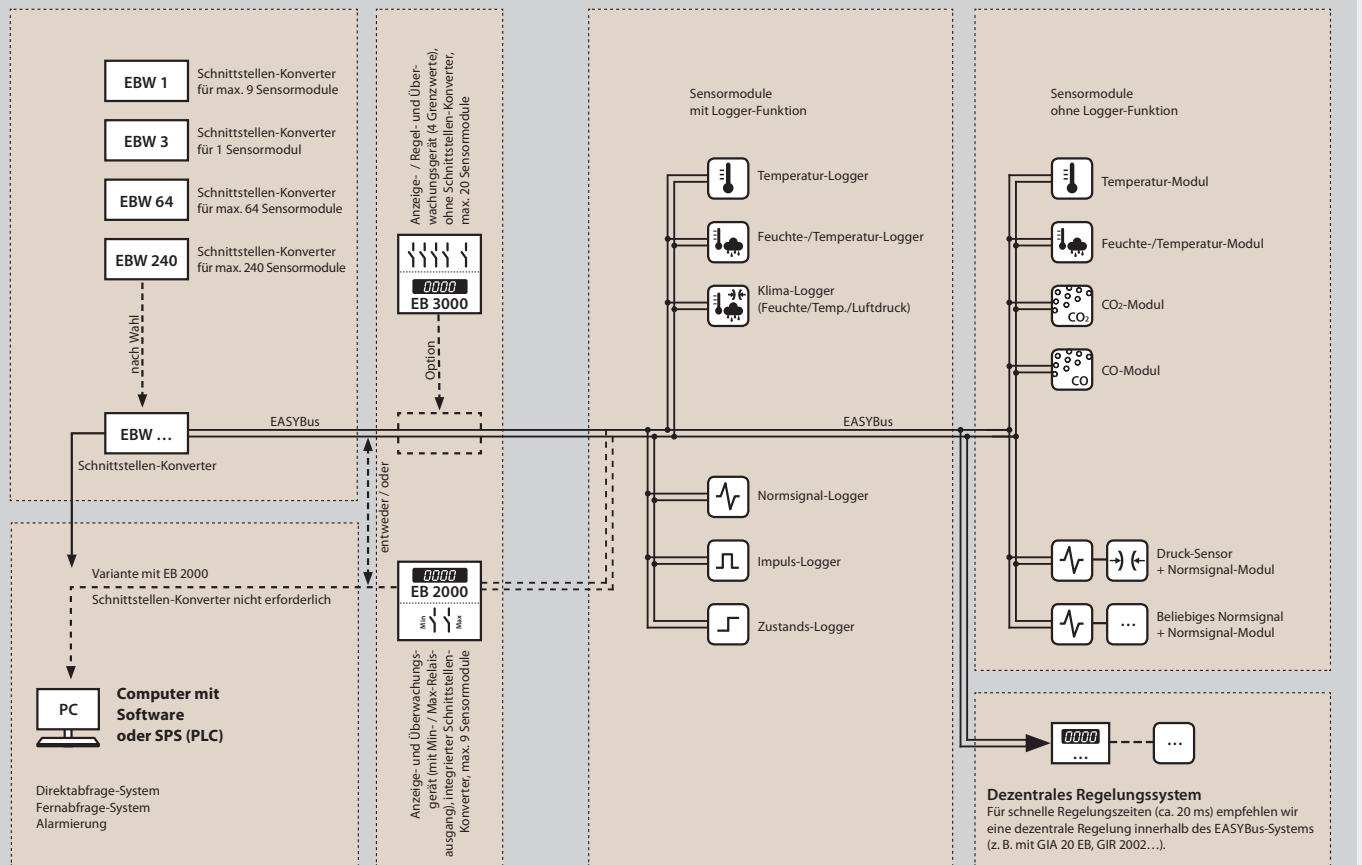 EBW 1
Schnittstellen-Konverter
für max. 9 Sensormodule
EBW 3
Schnittstellen-Konverter
für 1 Sensormodul
EBW 64
Schnittstellen-Konverter
für max. 64 Sensormodule
EBW 240
Schnittstellen-Konverter
für max. 240 Sensormodule
nach Wahl
EBW …
Schnittstellen-Konverter
EASYBus
Anzeige- / Regel- und Über-
wachungsgerät (4 Grenzwerte),
ohne Schnittstellen-Konverter,
max. 20 Sensormodule
0000
EB 3000
Option
entweder / oder
0000
EB 2000
Min
Max
Anzeige- und Überwachungs-
gerät (mit Min- / Max-Relais-
ausgang), integrierter Schnittstellen-
Konverter, max. 9 Sensormodule
Variante mit EB 2000
Schnittstellen-Konverter nicht erforderlich
PC
Computer mit
Software
oder SPS (PLC)
Direktabfrage-System
Fernabfrage-System
Alarmierung
Sensormodule
mit Logger-Funktion
Temperatur-Logger
Feuchte-/Temperatur-Logger
Klima-Logger
(Feuchte/Temp./Luftdruck)
EASYBus
Normsignal-Logger
Impuls-Logger
Zustands-Logger
Sensormodule
ohne Logger-Funktion
Temperatur-Modul
Feuchte-/Temperatur-Modul
CO₂
CO₂-Modul
CO
CO-Modul
Druck-Sensor
+ Normsignal-Modul
…
Beliebiges Normsignal
+ Normsignal-Modul
0000
…
…
Dezentrales Regelungssystem
Für schnelle Regelungszeiten (ca. 20 ms) empfehlen wir
eine dezentrale Regelung innerhalb des EASYBus-Systems
(z. B. mit GIA 20 EB, GIR 2002…).